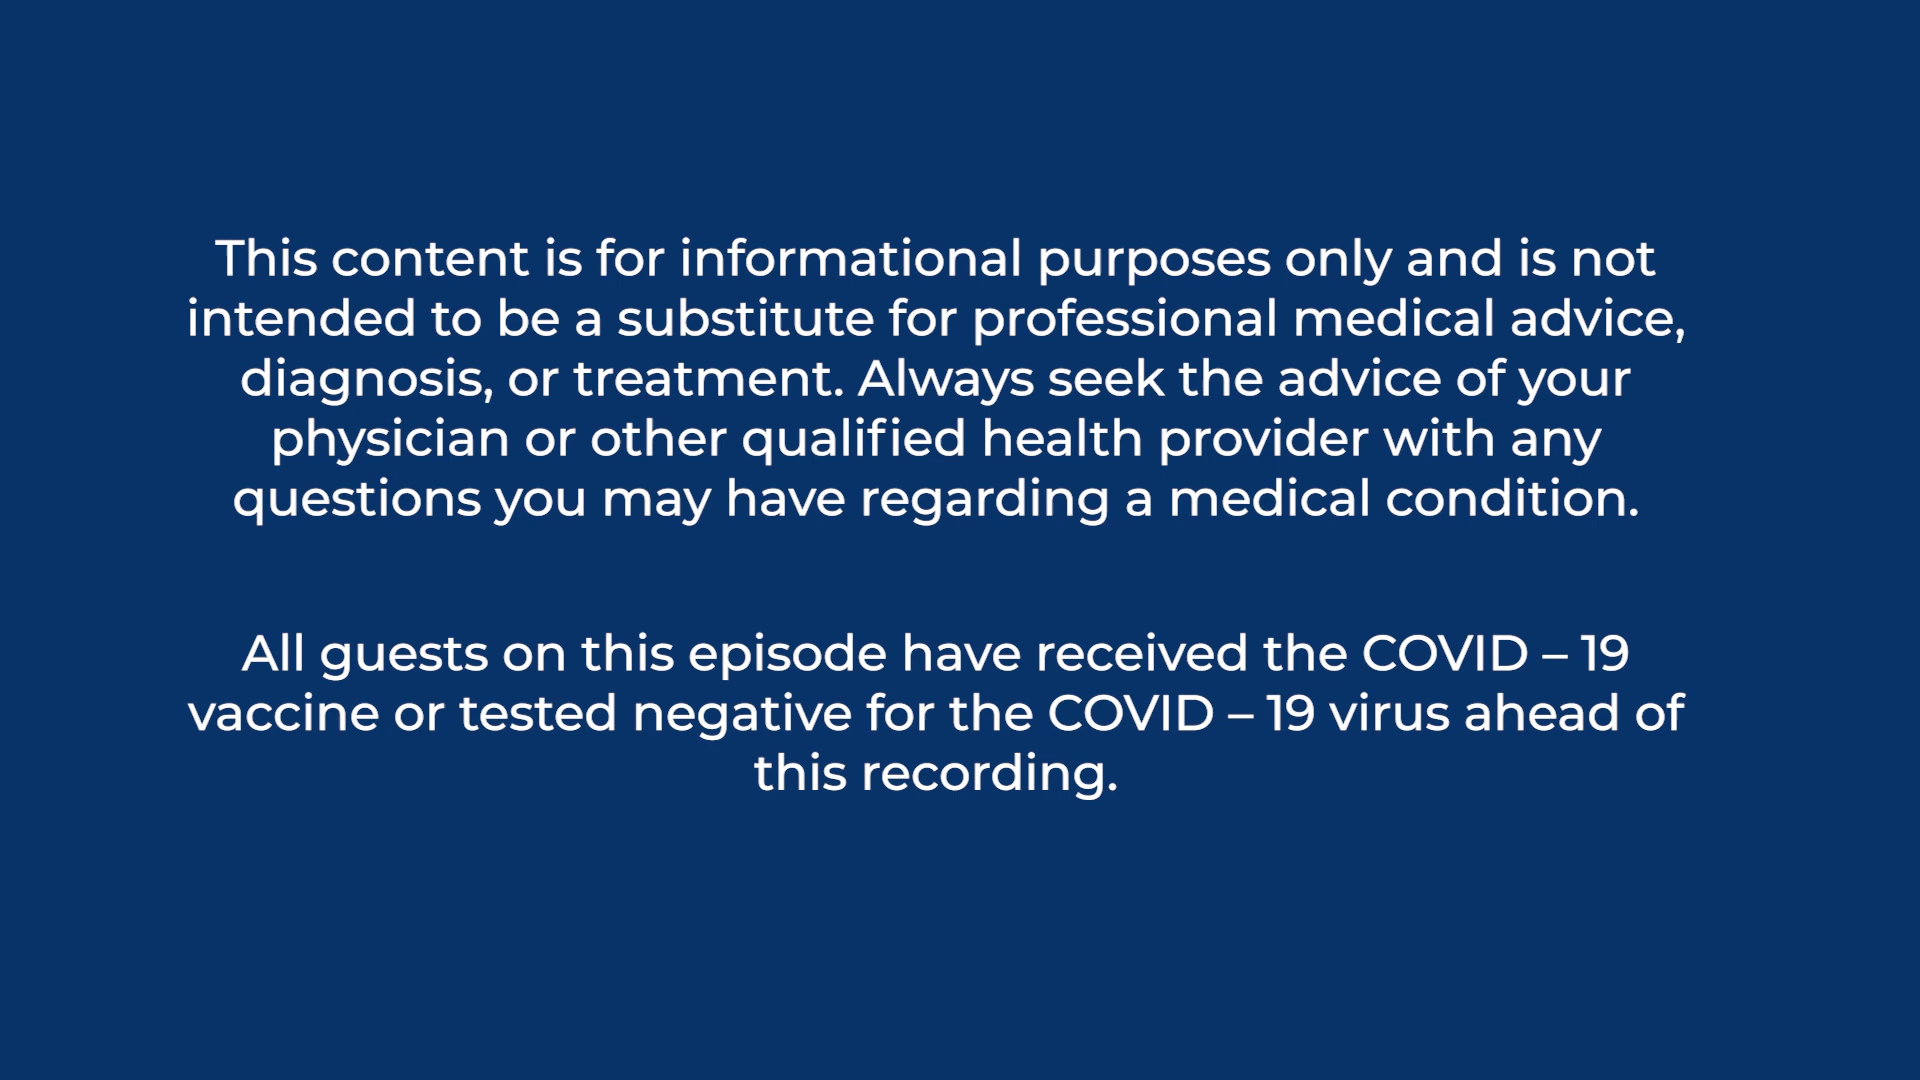 This content is for informational purposes only and is not
intended to be a substitute for professional medical advice,
diagnosis, or treatment. Always seek the advice of your
physician or other qualified health provider with any
questions you may have regarding a medical condition.
All guests on this episode have received the COVID – 19
vaccine or tested negative for the COVID – 19 virus ahead of
this recording.